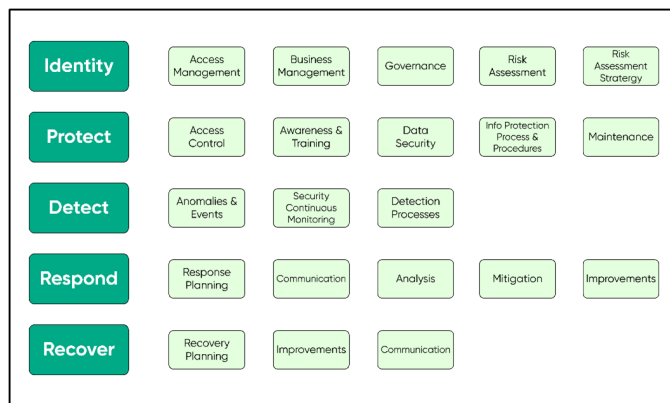 Identity
Access
Management
Business
Management
Governance
Risk
Assessment
Risk
Assessment
Stratergy
Protect
Access
Control
Awareness &
Training
Data
Security
Info Protection
Process &
Procedures
Maintenance
Detect
Anomalies &
Events
Security
Continuous
Monitoring
Detection
Processes
Respond
Response
Planning
Communication
Analysis
Mitigation
Improvements
Recover
Recovery
Planning
Improvements
Communication